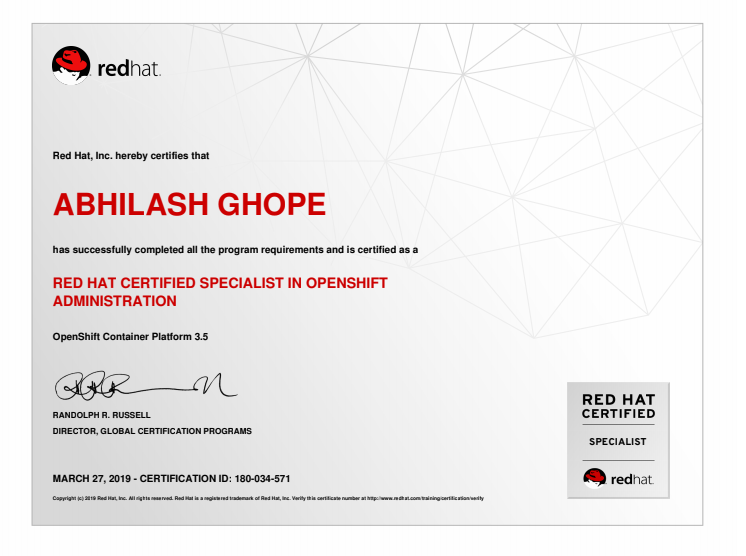 redhat.
Red Hat, Inc. hereby certifies that
ABHILASH GHOPE
has successfully completed all the program requirements and is certified as a
RED HAT CERTIFIED SPECIALIST IN OPENSHIFT
ADMINISTRATION
OpenShift Container Platform 3.5
RANDOLPH R. RUSSELL
DIRECTOR, GLOBAL CERTIFICATION PROGRAMS
MARCH 27, 2019 - CERTIFICATION ID: 180-034-571
Copyright (c) 2019 Red Hat, Inc. All rights reserved. Red Hat is a registered trademark of Red Hat, Inc. Verify this certificate number at http://www.redhat.com/training/certification/verify
RED HAT
CERTIFIED
SPECIALIST
redhat.